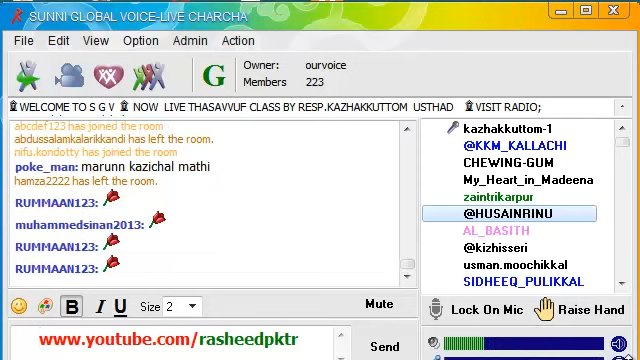 SUNNI GLOBAL VOICE-LIVE CHARCHA
File Edit View Option Admin Action
G
Owner: ourvoice
Members 223
WELCOME TO S G V NOW LIVE THASAVVUF CLASS BY RESP.KAZHAKKUTTOM USTHAD VISIT RADIO;
abcdef123 has joined the room
abdussalamkalarikkandi has left the room.
nifu.kondotty has joined the room
poke_man: marunn kazichal mathi
hamza2222 has left the room.
RUMMAAN123:
muhammedsinan2013:
RUMMAAN123:
RUMMAAN123:
kazhakkuttom-1
@KKM_KALLACHI
CHEWING-GUM
My_Heart_in_Madeena
zaintrikarpur
@HUSAINRINU
AL_BASITH
@kizhisseri
usman.moochikkal
SIDHEEQ_PULIKKAL
B I U Size 2 Mute
Lock On Mic Raise Hand
www.youtube.com/rasheedpktr
Send